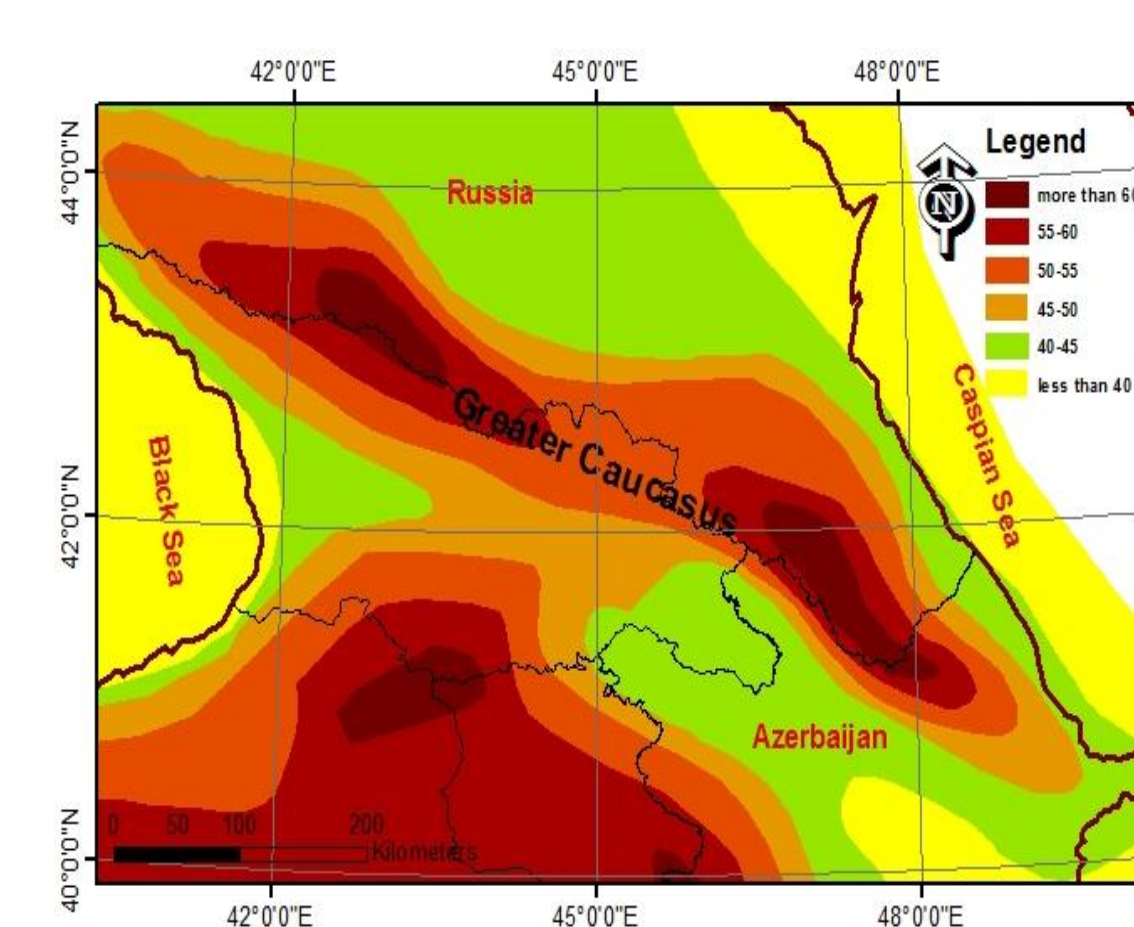 42°0'0"E 45°0'0"E 48°0'0"E
44°0'0"N
42°0'0"N
40°0'0"N
Legend
N
more than 6
55-60
50-55
45-50
40-45
less than 40
Russia
Greater Caucasus
Black Sea
Caspian Sea
Azerbaijan
0 50 100 200
Kilometers
42°0'0"E 45°0'0"E 48°0'0"E